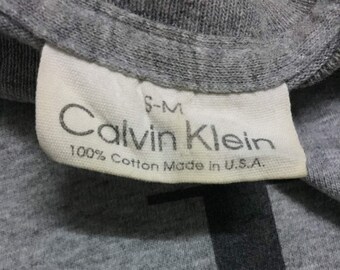 S-M
Calvin Klein
100% Cotton Made in U.S.A.